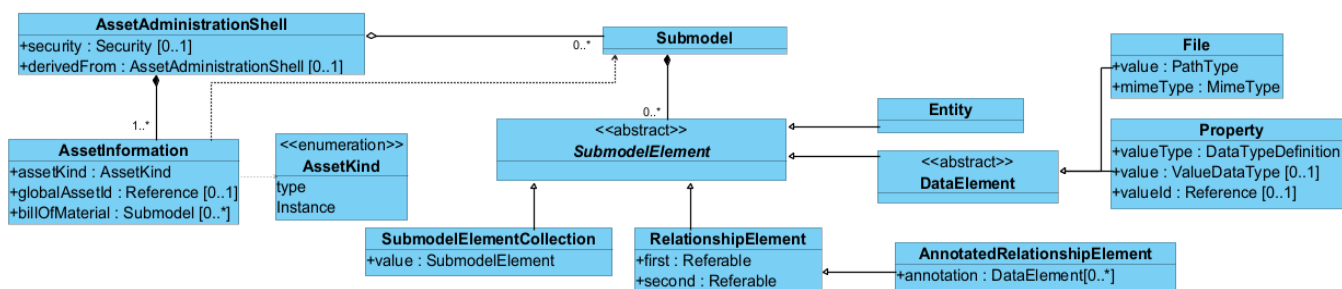 AssetAdministrationShell
+security : Security [0..1]
+derivedFrom : AssetAdministrationShell [0..1]
0..*
Submodel
File
+value : PathType
+mimeType : MimeType
1..*
0..*
AssetInformation
+assetKind : AssetKind
+globalAssetId : Reference [0..1]
+billOfMaterial : Submodel [0..*]
<<enumeration>>
AssetKind
type
Instance
<<abstract>>
SubmodelElement
Entity
<<abstract>>
DataElement
Property
+valueType : DataTypeDefinition
+value : ValueDataType [0..1]
+valueId : Reference [0..1]
SubmodelElementCollection
+value : SubmodelElement
RelationshipElement
+first : Referable
+second : Referable
AnnotatedRelationshipElement
+annotation : DataElement[0..*]